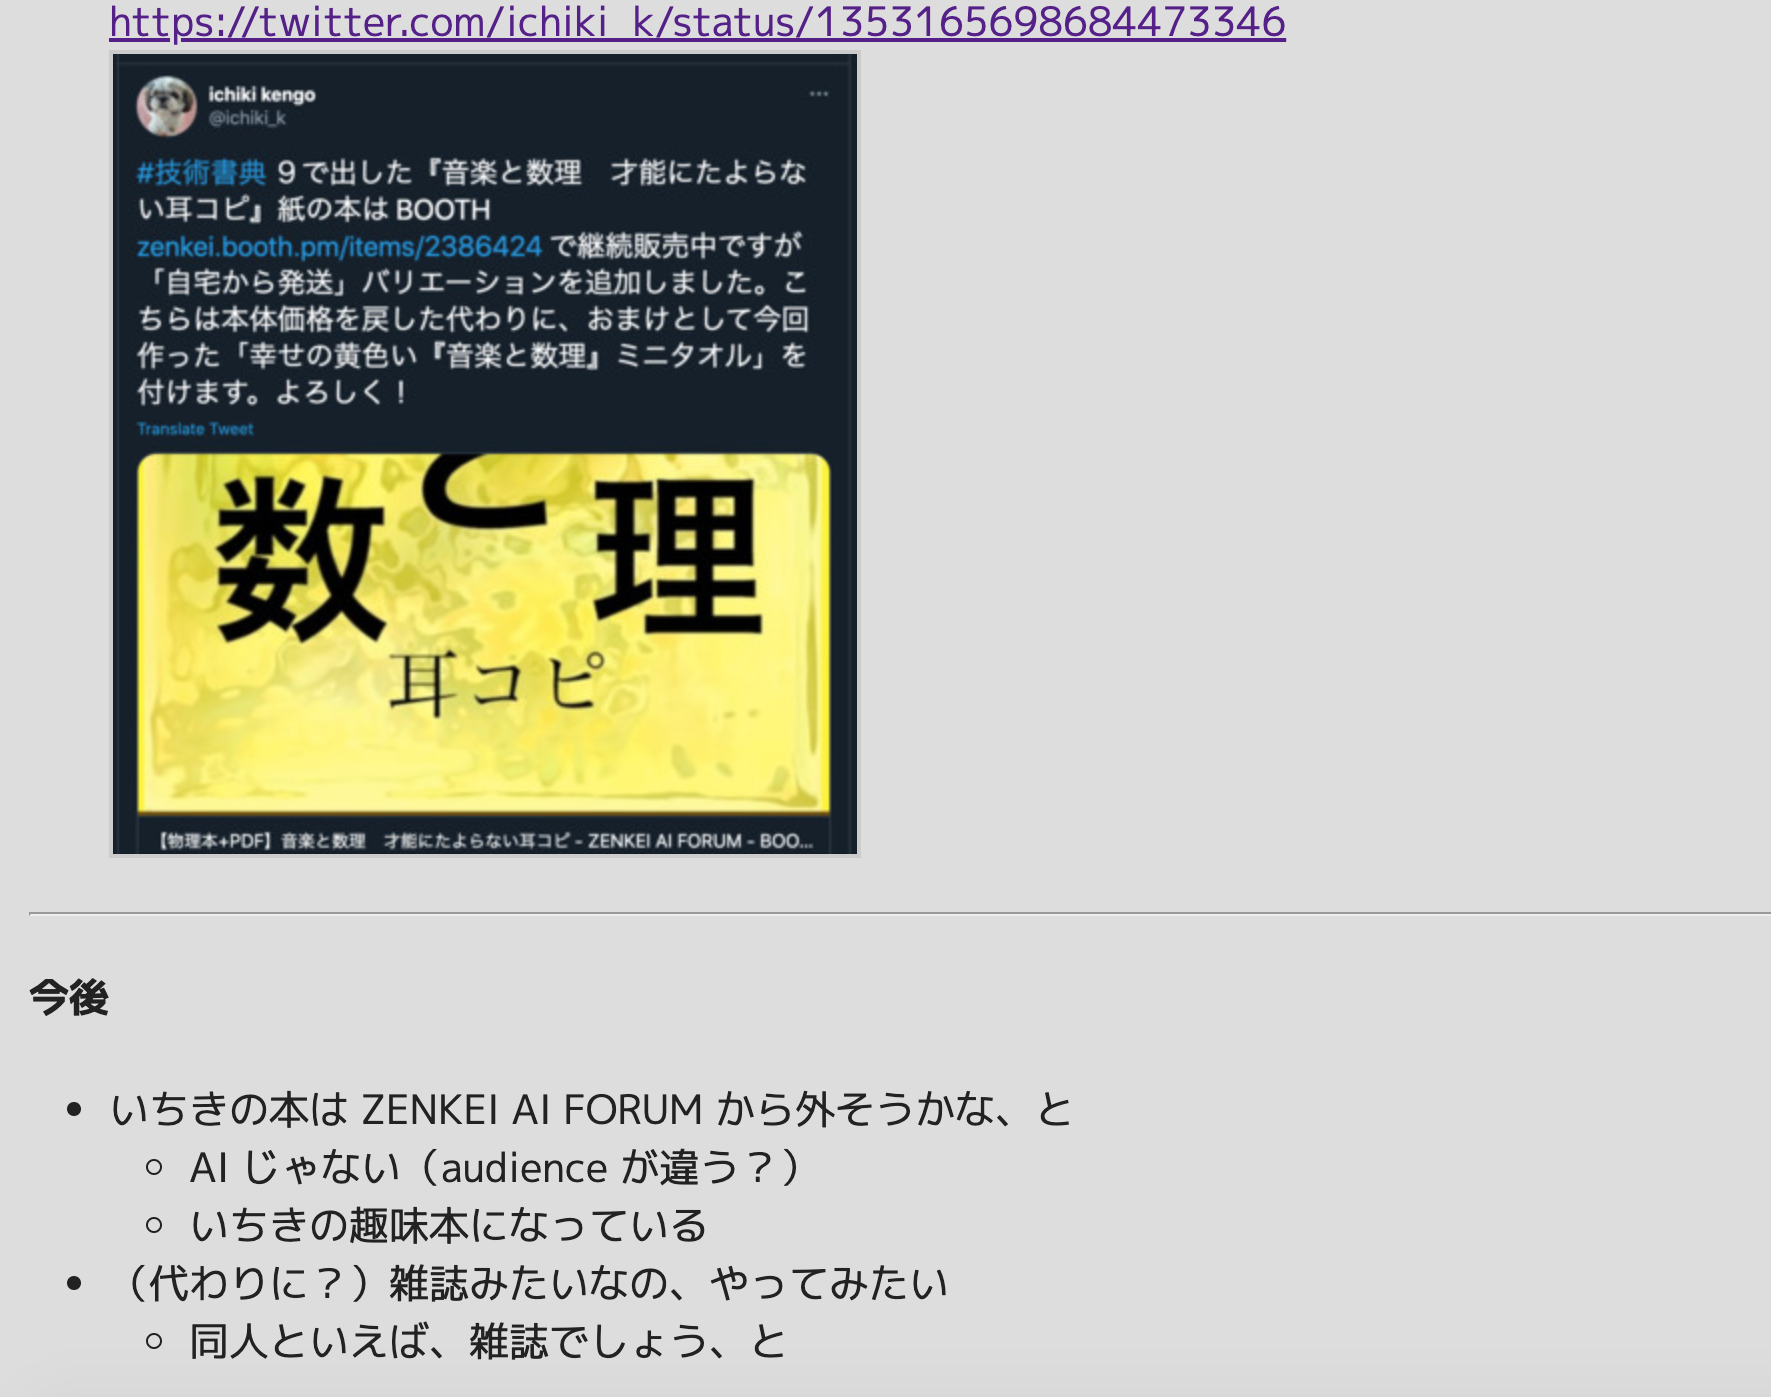 https://twitter.com/ichiki_k/status/1353165698684473346
ichiki kengo
@ichiki_k
#技術書典 9で出した『音楽と数理　才能にたよらな
い耳コピ』紙の本は BOOTH
zenkei.booth.pm/items/2386424 で継続販売中ですが
「自宅から発送」バリエーションを追加しました。こ
ちらは本体価格を戻した代わりに、おまけとして今回
作った「幸せの黄色い『音楽と数理』ミニタオル」を
付けます。よろしく！
Translate Tweet
数 と 理
耳コピ
【物理本+PDF】音楽と数理　才能にたよらない耳コピ - ZENKEI AI FORUM - BOO...
今後
• いちきの本は ZENKEI AI FORUM から外そうかな、と
◦ AI じゃない（audience が違う？）
◦ いちきの趣味本になっている
• （代わりに？）雑誌みたいなの、やってみたい
◦ 同人といえば、雑誌でしょう、と